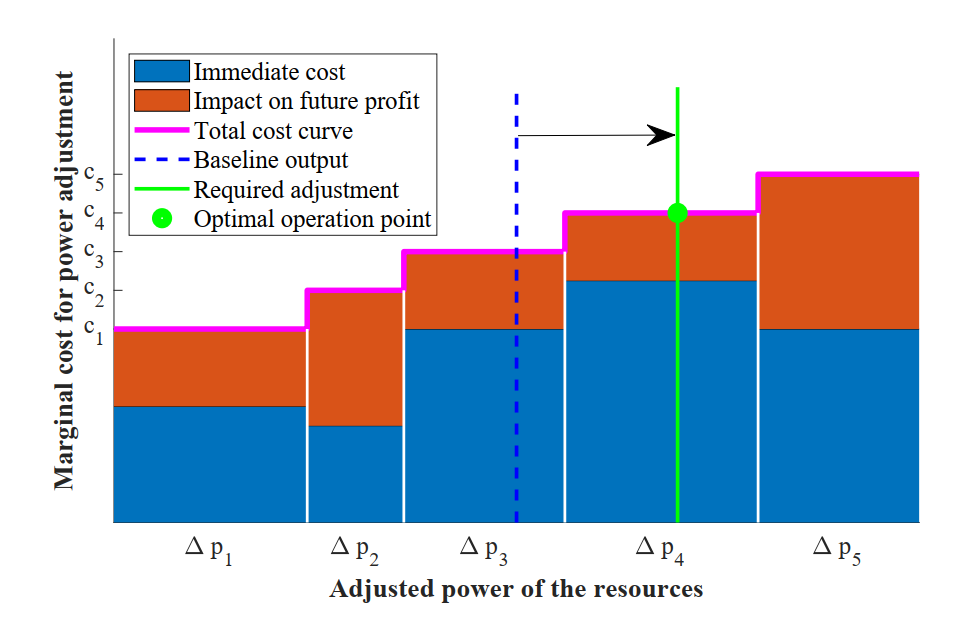 Immediate cost
Impact on future profit
Total cost curve
Baseline output
Required adjustment
Optimal operation point
Marginal cost for power adjustment
c5
c4
c3
c2
c1
Δ p1
Δ p2
Δ p3
Δ p4
Δ p5
Adjusted power of the resources